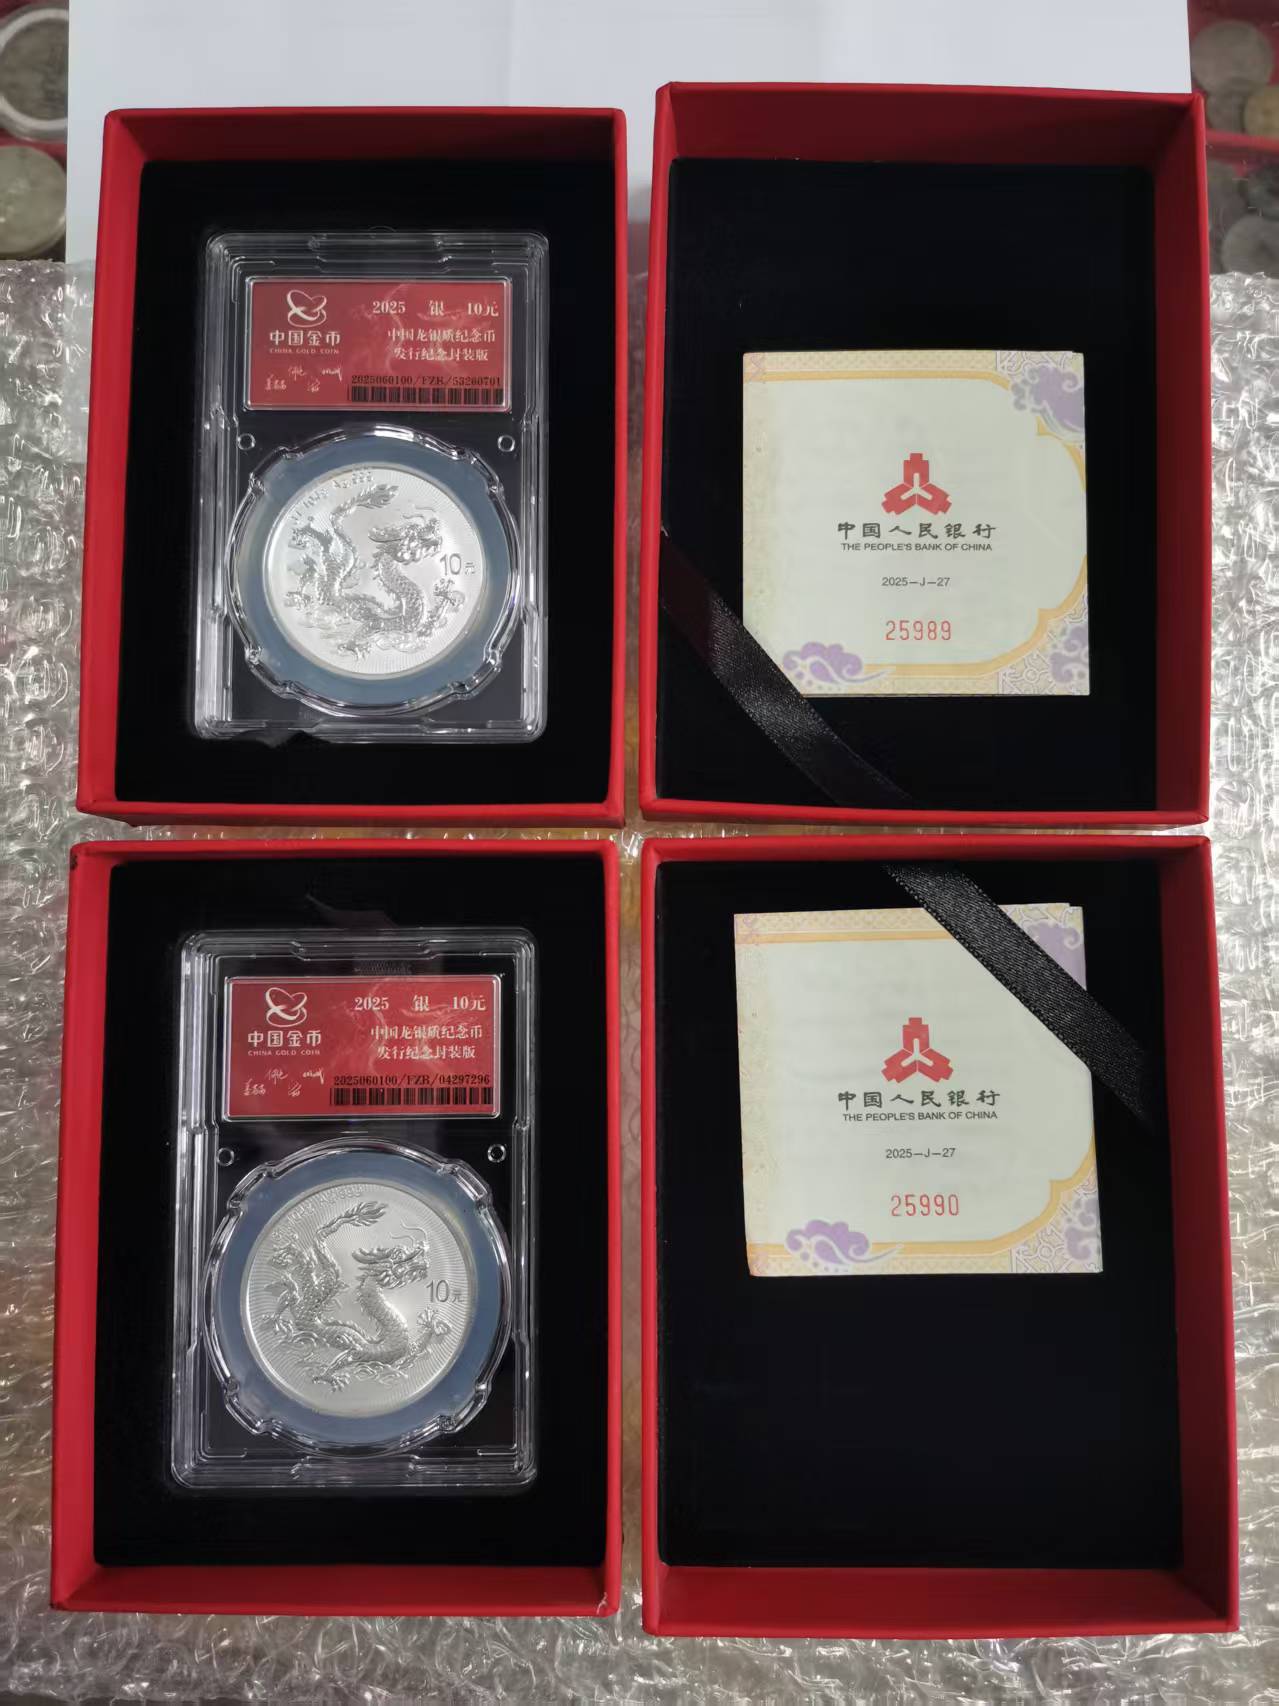 2025 银 10元
中国金币
CHINA GOLD COIN
中国龙银质纪念币
发行纪念封装版
2025060100/FZB/53260701
10元
中国人民银行
THE PEOPLE'S BANK OF CHINA
2025-J-27
25989
2025 银 10元
中国金币
CHINA GOLD COIN
中国龙银质纪念币
发行纪念封装版
2025060100/FZB/04297296
10元
中国人民银行
THE PEOPLE'S BANK OF CHINA
2025-J-27
25990